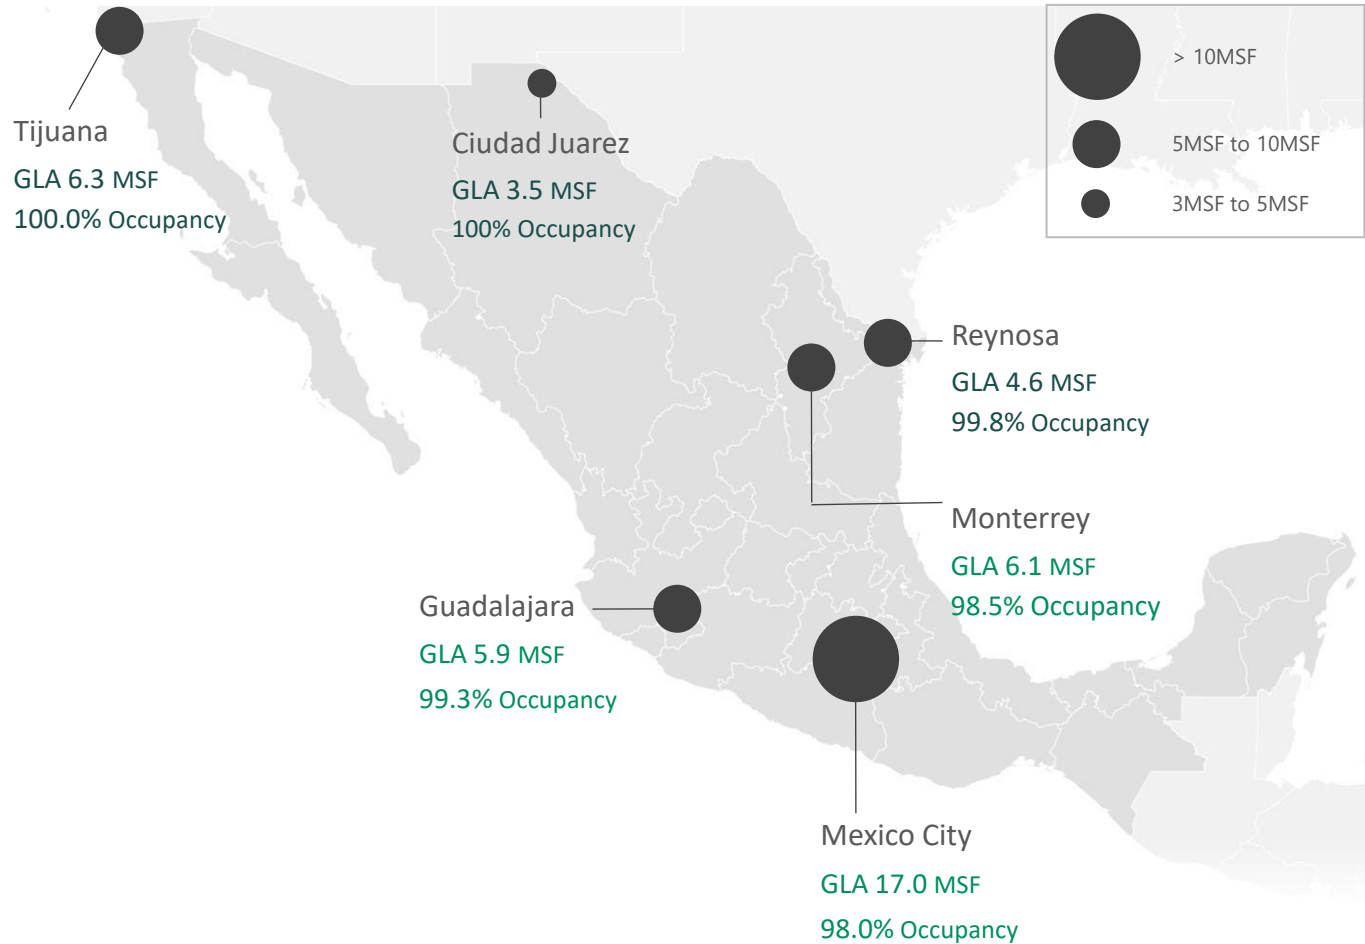 > 10MSF
5MSF to 10MSF
3MSF to 5MSF
Tijuana
GLA 6.3 MSF
100.0% Occupancy
Ciudad Juarez
GLA 3.5 MSF
100% Occupancy
Reynosa
GLA 4.6 MSF
99.8% Occupancy
Monterrey
GLA 6.1 MSF
98.5% Occupancy
Guadalajara
GLA 5.9 MSF
99.3% Occupancy
Mexico City
GLA 17.0 MSF
98.0% Occupancy